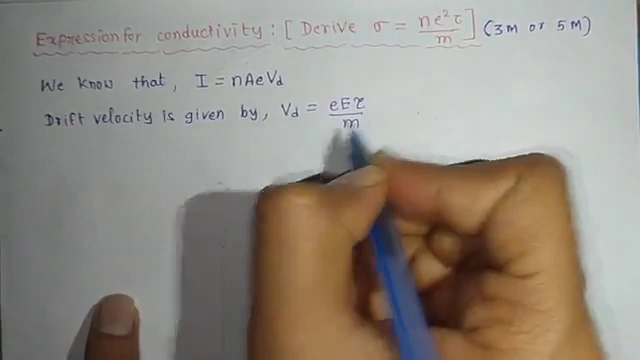 Expression for conductivity : [ Derive σ = ne²τ/m ] (3M or 5M)
We know that, I = nAeVd
Drift velocity is given by, Vd = eEτ/m